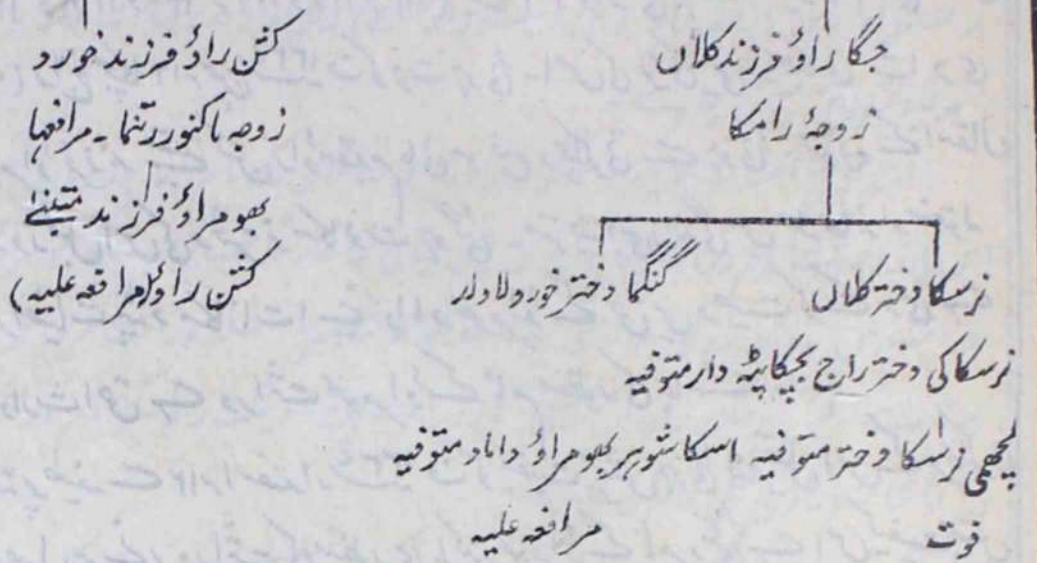 جگا راؤ فرزند کلاں
کشن راؤ فرزند خورد
زوجۂ رامکا
زوجہ باکنور رتنما - مرافعہا
بھومراؤ فرزند متبنےٰ
نرسکا دختر کلاں
گنگما دختر خورد لاولد
کشن راؤ (مرافعہ علیہ)
نرسکا کی دختر راج بچکا پٹہ دار متوفیہ
لچھمی نرسکا دختر متوفیہ اسکا شوہر بھومراؤ داماد متوفیہ
فوت
مرافعہ علیہ